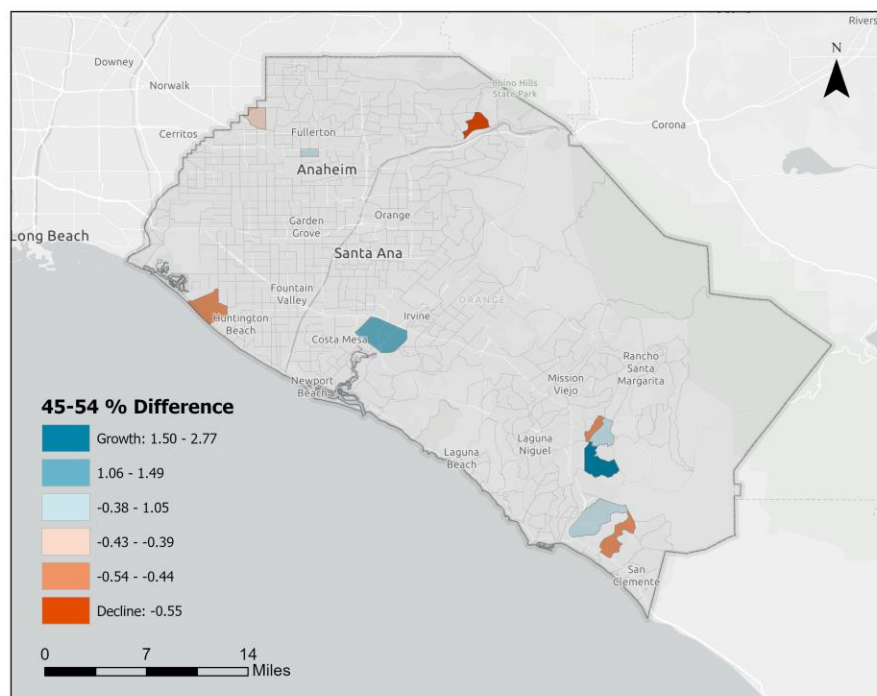 Rivers
Downey
Norwalk
Chino Hills
State Park
N
Corona
Cerritos
Fullerton
Anaheim
Long Beach
Garden
Grove
Orange
Santa Ana
Fountain
Valley
ORANGE
Huntington
Beach
Irvine
Costa Mesa
Newport
Beach
Rancho
Santa
Margarita
Mission
Viejo
Laguna
Niguel
Laguna
Beach
San
Clemente
45-54 % Difference
Growth: 1.50 - 2.77
1.06 - 1.49
-0.38 - 1.05
-0.43 - -0.39
-0.54 - -0.44
Decline: -0.55
0 7 14
Miles